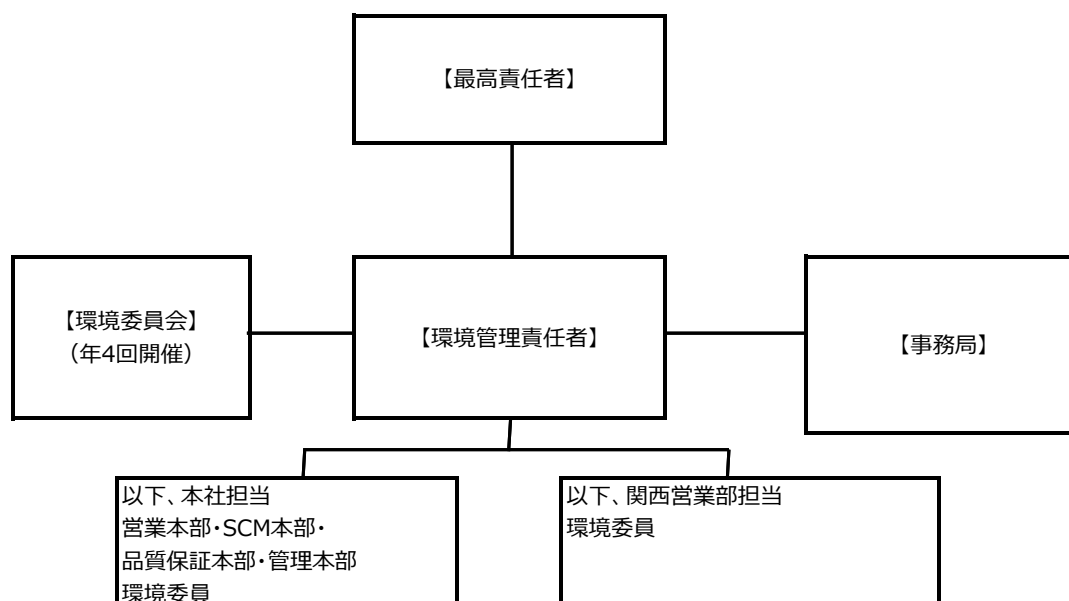 【最高責任者】
【環境委員会】
（年4回開催）
【環境管理責任者】
【事務局】
以下、本社担当
営業本部・SCM本部・
品質保証本部・管理本部
環境委員
以下、関西営業部担当
環境委員